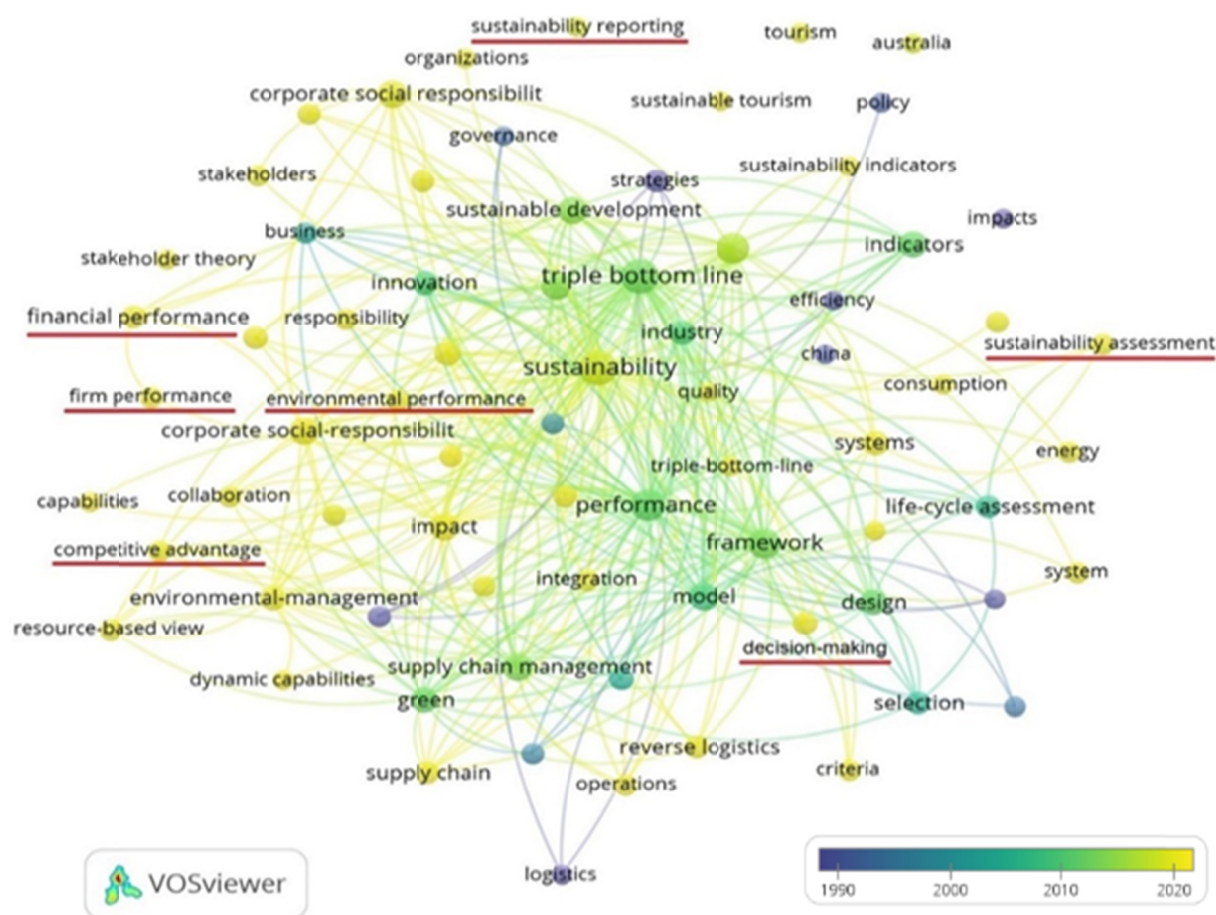 sustainability reporting
tourism
australia
organizations
corporate social responsibilit
sustainable tourism
policy
governance
sustainability indicators
stakeholders
strategies
sustainable development
impacts
business
indicators
stakeholder theory
triple bottom line
innovation
efficiency
financial performance
responsibility
industry
sustainability assessment
china
sustainability
consumption
quality
firm performance
environmental performance
corporate social-responsibilit
systems
energy
triple-bottom-line
capabilities
collaboration
performance
life-cycle assessment
impact
framework
competitive advantage
system
integration
environmental-management
model
design
resource-based view
decision-making
supply chain management
dynamic capabilities
green
selection
reverse logistics
supply chain
criteria
operations
logistics
VOSviewer
1990 2000 2010 2020